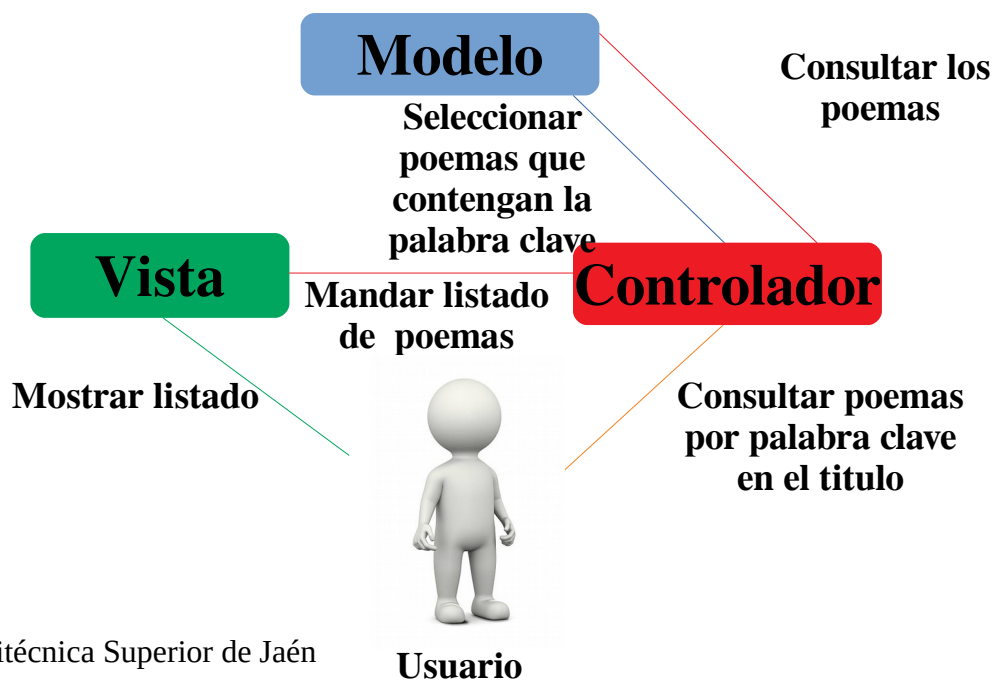 Modelo
Consultar los
poemas
Seleccionar
poemas que
contengan la
palabra clave
Vista
Controlador
Mandar listado
de poemas
Mostrar listado
Consultar poemas
por palabra clave
en el titulo
itécnica Superior de Jaén
Usuario